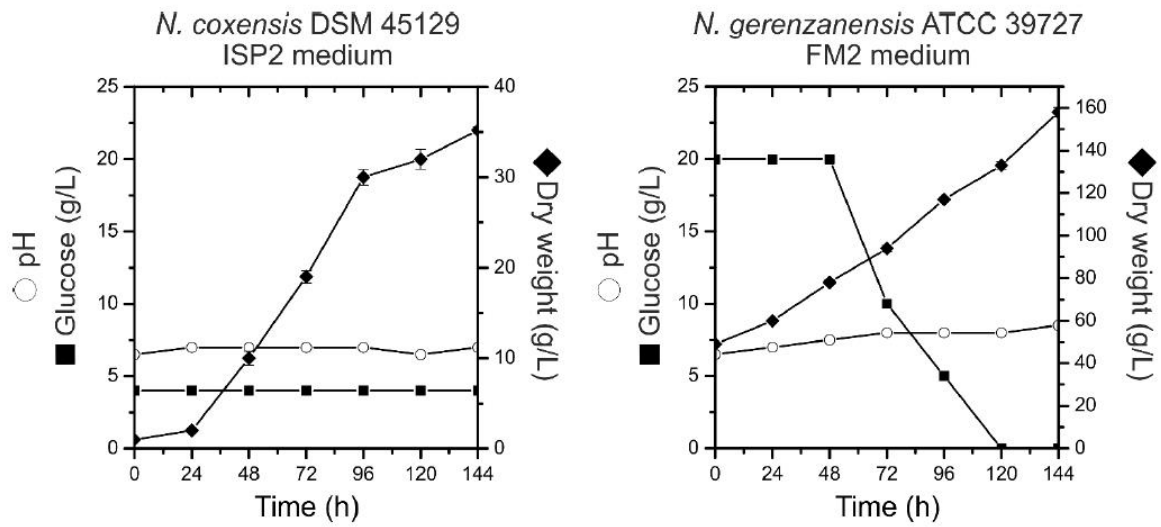 N. coxensis DSM 45129
ISP2 medium
25
20
15
10
5
0
40
30
20
10
0
0 24 48 72 96 120 144
Time (h)
pH
Glucose (g/L)
Dry weight (g/L)
N. gerenzanensis ATCC 39727
FM2 medium
25
20
15
10
5
0
160
140
120
100
80
60
40
20
0
0 24 48 72 96 120 144
Time (h)
pH
Glucose (g/L)
Dry weight (g/L)